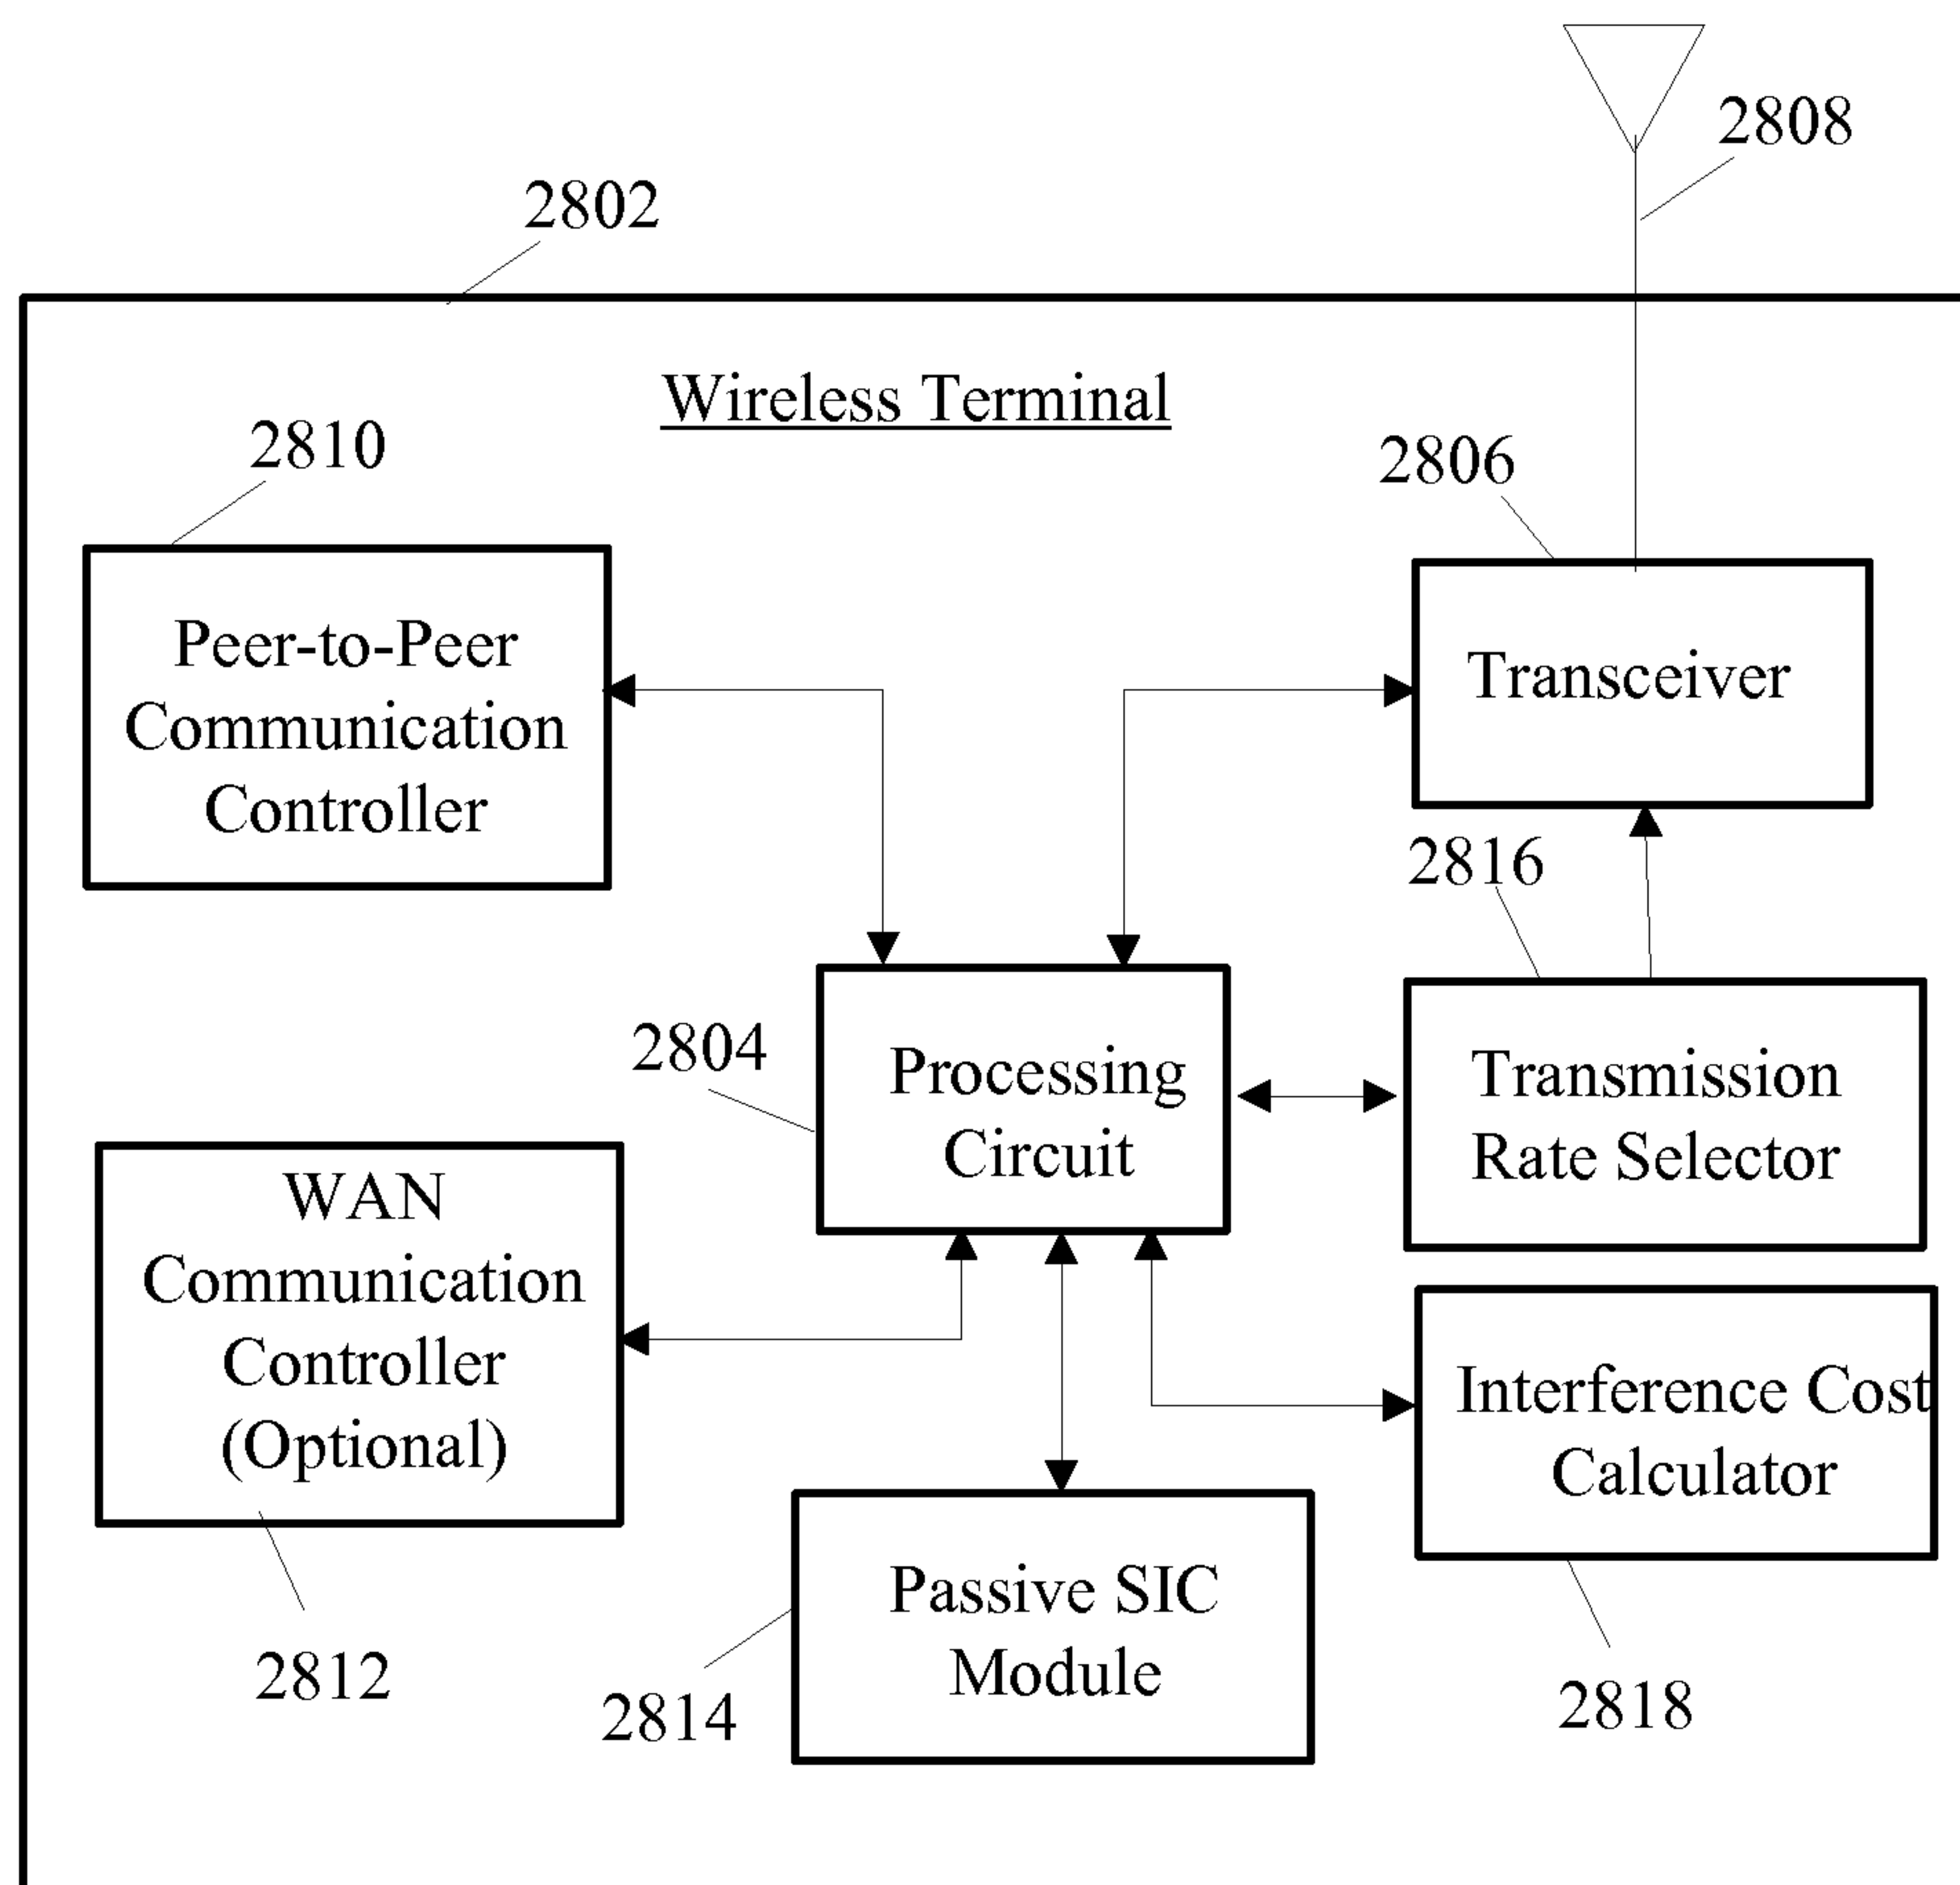 2808
2802
Wireless Terminal
2810
2806
Peer-to-Peer
Communication
Controller
Transceiver
2816
2804
Processing
Circuit
Transmission
Rate Selector
WAN
Communication
Controller
(Optional)
Interference Cost
Calculator
Passive SIC
Module
2812
2814
2818